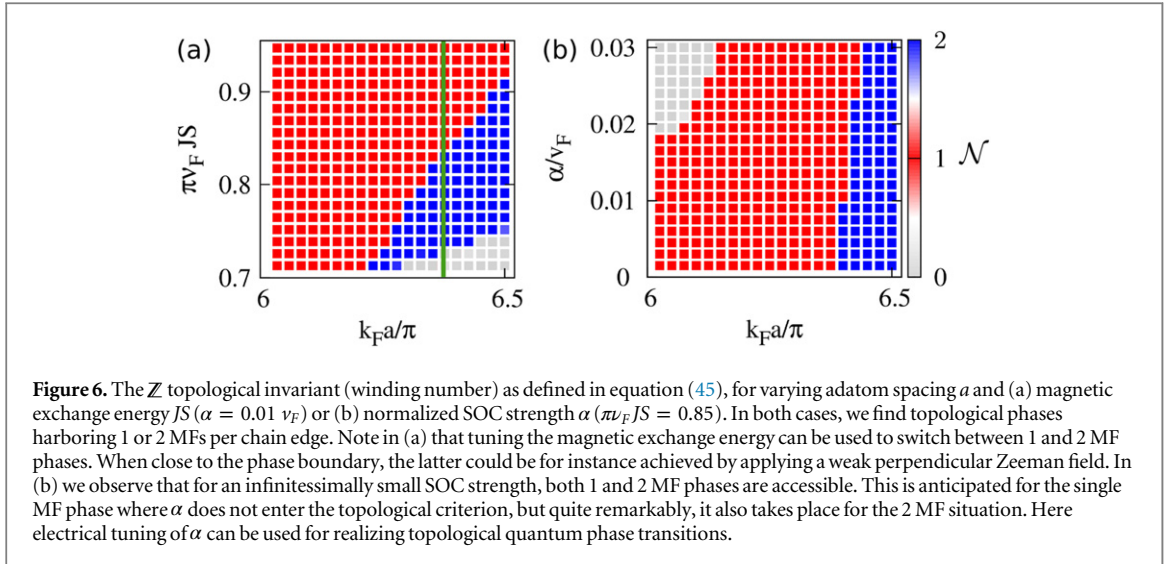 (a)
(b)
0.9
0.8
0.7
πν_F JS
6
6.5
k_Fa/π
0.03
0.02
0.01
0
α/v_F
6
6.5
k_Fa/π
2
1
0
𝒩
Figure 6. The ℤ topological invariant (winding number) as defined in equation (45), for varying adatom spacing a and (a) magnetic
exchange energy JS (α = 0.01 v_F) or (b) normalized SOC strength α (πν_F JS = 0.85). In both cases, we find topological phases
harboring 1 or 2 MFs per chain edge. Note in (a) that tuning the magnetic exchange energy can be used to switch between 1 and 2 MF
phases. When close to the phase boundary, the latter could be for instance achieved by applying a weak perpendicular Zeeman field. In
(b) we observe that for an infinitessimally small SOC strength, both 1 and 2 MF phases are accessible. This is anticipated for the single
MF phase where α does not enter the topological criterion, but quite remarkably, it also takes place for the 2 MF situation. Here
electrical tuning of α can be used for realizing topological quantum phase transitions.